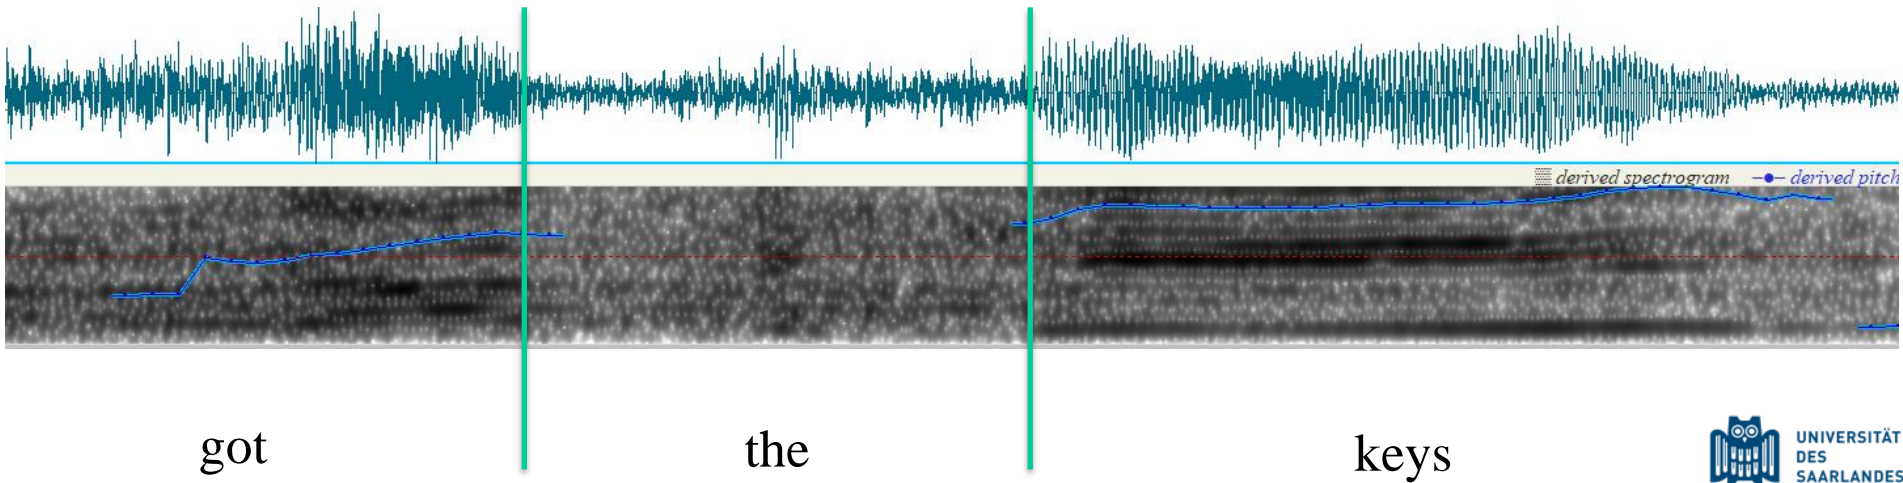 derived spectrogram derived pitch
got the keys
UNIVERSITÄT
DES
SAARLANDES